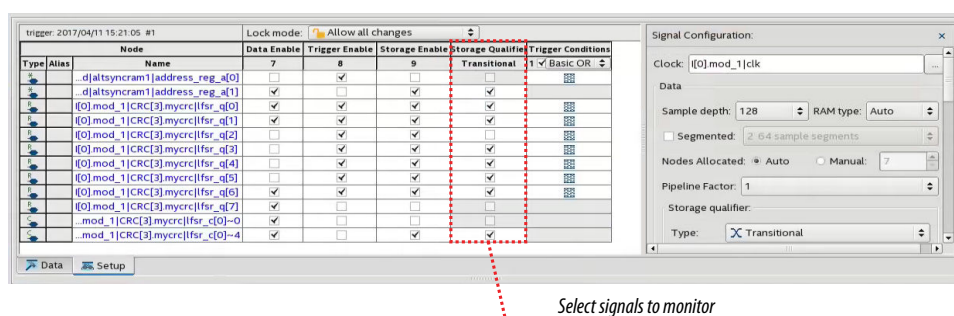 trigger: 2017/04/11 15:21:05 #1 Lock mode: Allow all changes
Node Data Enable Trigger Enable Storage Enable Storage Qualifier Trigger Conditions
Type Alias Name 7 8 9 Transitional 1 Basic OR
...d|altsyncram1|address_reg_a[0]
...d|altsyncram1|address_reg_a[1]
I[0].mod_1|CRC[3].mycrc|lfsr_q[0]
I[0].mod_1|CRC[3].mycrc|lfsr_q[1]
I[0].mod_1|CRC[3].mycrc|lfsr_q[2]
I[0].mod_1|CRC[3].mycrc|lfsr_q[3]
I[0].mod_1|CRC[3].mycrc|lfsr_q[4]
I[0].mod_1|CRC[3].mycrc|lfsr_q[5]
I[0].mod_1|CRC[3].mycrc|lfsr_q[6]
I[0].mod_1|CRC[3].mycrc|lfsr_q[7]
...mod_1|CRC[3].mycrc|lfsr_c[0]~0
...mod_1|CRC[3].mycrc|lfsr_c[0]~4
Data Setup
Signal Configuration:
Clock: I[0].mod_1|clk ...
Data
Sample depth: 128 RAM type: Auto
Segmented: 2 64 sample segments
Nodes Allocated: Auto Manual: 7
Pipeline Factor: 1
Storage qualifier:
Type: Transitional
Select signals to monitor